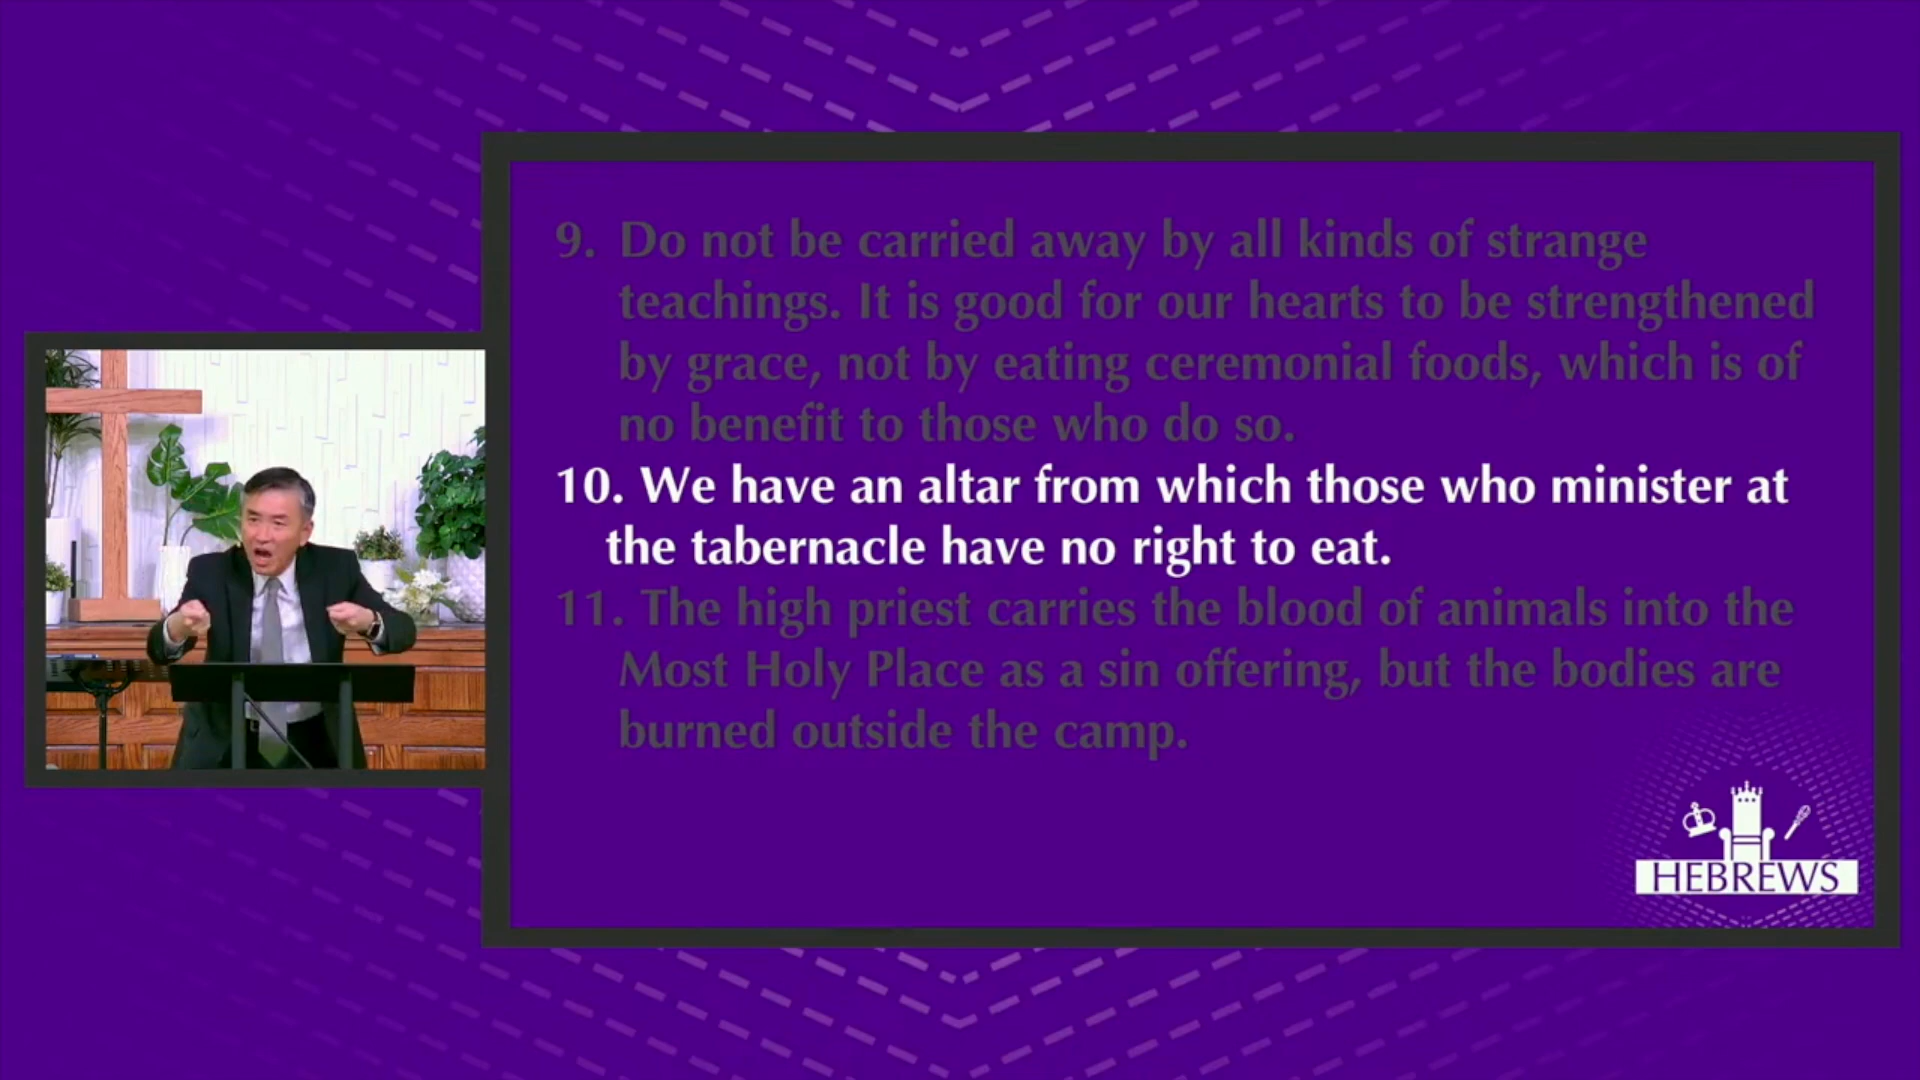 9. Do not be carried away by all kinds of strange
teachings. It is good for our hearts to be strengthened
by grace, not by eating ceremonial foods, which is of
no benefit to those who do so.
10. We have an altar from which those who minister at
the tabernacle have no right to eat.
11. The high priest carries the blood of animals into the
Most Holy Place as a sin offering, but the bodies are
burned outside the camp.
HEBREWS